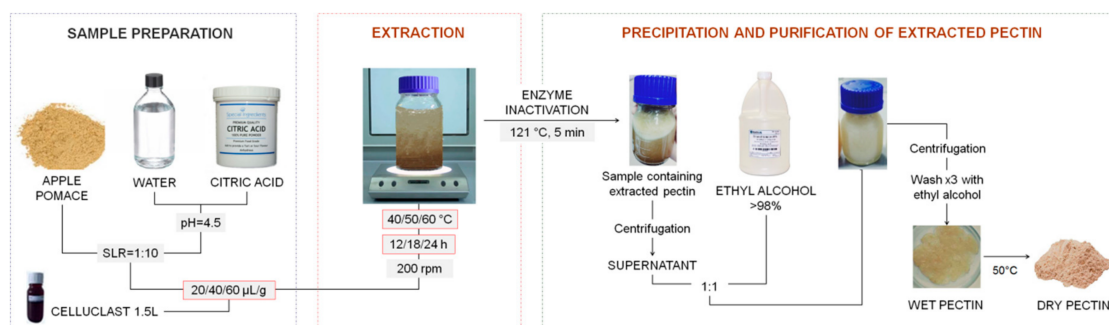 SAMPLE PREPARATION
APPLE
POMACE
WATER
CITRIC ACID
CITRIC ACID
pH=4.5
SLR=1:10
20/40/60 µL/g
CELLUCLAST 1.5L
EXTRACTION
40/50/60 °C
12/18/24 h
200 rpm
ENZYME
INACTIVATION
121 °C, 5 min
PRECIPITATION AND PURIFICATION OF EXTRACTED PECTIN
Sample containing
extracted pectin
Centrifugation
SUPERNATANT
ETHYL ALCOHOL
>98%
1:1
Centrifugation
Wash x3 with
ethyl alcohol
WET PECTIN
50°C
DRY PECTIN